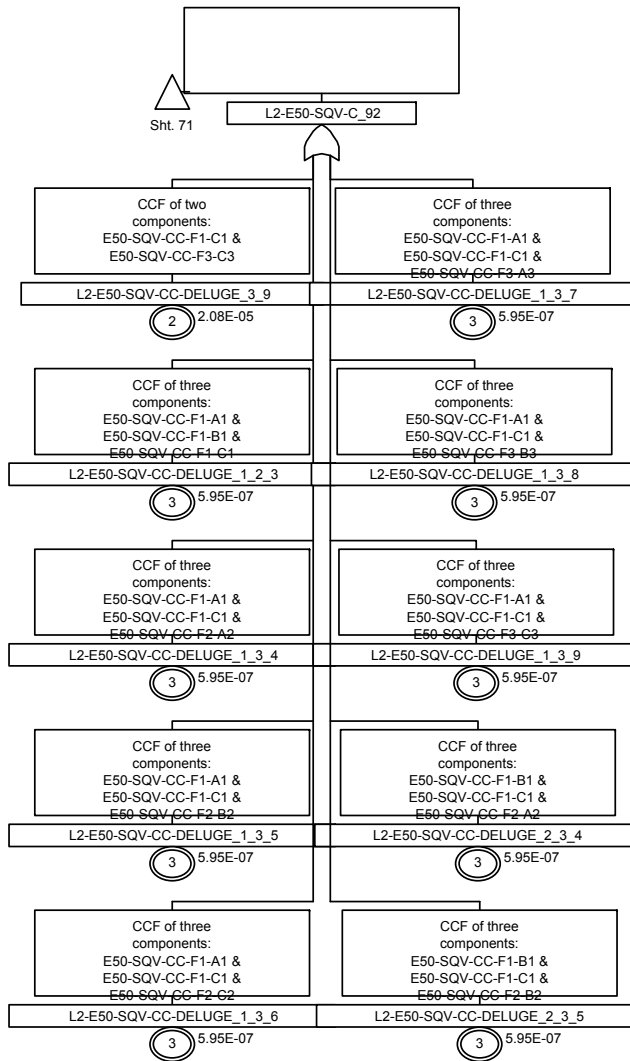 L2-E50-SQV-C_92
Sht. 71
CCF of two
components:
E50-SQV-CC-F1-C1 &
E50-SQV-CC-F3-C3
L2-E50-SQV-CC-DELUGE_3_9
2
2.08E-05
CCF of three
components:
E50-SQV-CC-F1-A1 &
E50-SQV-CC-F1-C1 &
E50-SQV-CC-F3-A3
L2-E50-SQV-CC-DELUGE_1_3_7
3
5.95E-07
CCF of three
components:
E50-SQV-CC-F1-A1 &
E50-SQV-CC-F1-B1 &
E50-SQV-CC-F1-C1
L2-E50-SQV-CC-DELUGE_1_2_3
3
5.95E-07
CCF of three
components:
E50-SQV-CC-F1-A1 &
E50-SQV-CC-F1-C1 &
E50-SQV-CC-F3-B3
L2-E50-SQV-CC-DELUGE_1_3_8
3
5.95E-07
CCF of three
components:
E50-SQV-CC-F1-A1 &
E50-SQV-CC-F1-C1 &
E50-SQV-CC-F2-A2
L2-E50-SQV-CC-DELUGE_1_3_4
3
5.95E-07
CCF of three
components:
E50-SQV-CC-F1-A1 &
E50-SQV-CC-F1-C1 &
E50-SQV-CC-F3-C3
L2-E50-SQV-CC-DELUGE_1_3_9
3
5.95E-07
CCF of three
components:
E50-SQV-CC-F1-A1 &
E50-SQV-CC-F1-C1 &
E50-SQV-CC-F2-B2
L2-E50-SQV-CC-DELUGE_1_3_5
3
5.95E-07
CCF of three
components:
E50-SQV-CC-F1-B1 &
E50-SQV-CC-F1-C1 &
E50-SQV-CC-F2-A2
L2-E50-SQV-CC-DELUGE_2_3_4
3
5.95E-07
CCF of three
components:
E50-SQV-CC-F1-A1 &
E50-SQV-CC-F1-C1 &
E50-SQV-CC-F2-C2
L2-E50-SQV-CC-DELUGE_1_3_6
3
5.95E-07
CCF of three
components:
E50-SQV-CC-F1-B1 &
E50-SQV-CC-F1-C1 &
E50-SQV-CC-F2-B2
L2-E50-SQV-CC-DELUGE_2_3_5
3
5.95E-07